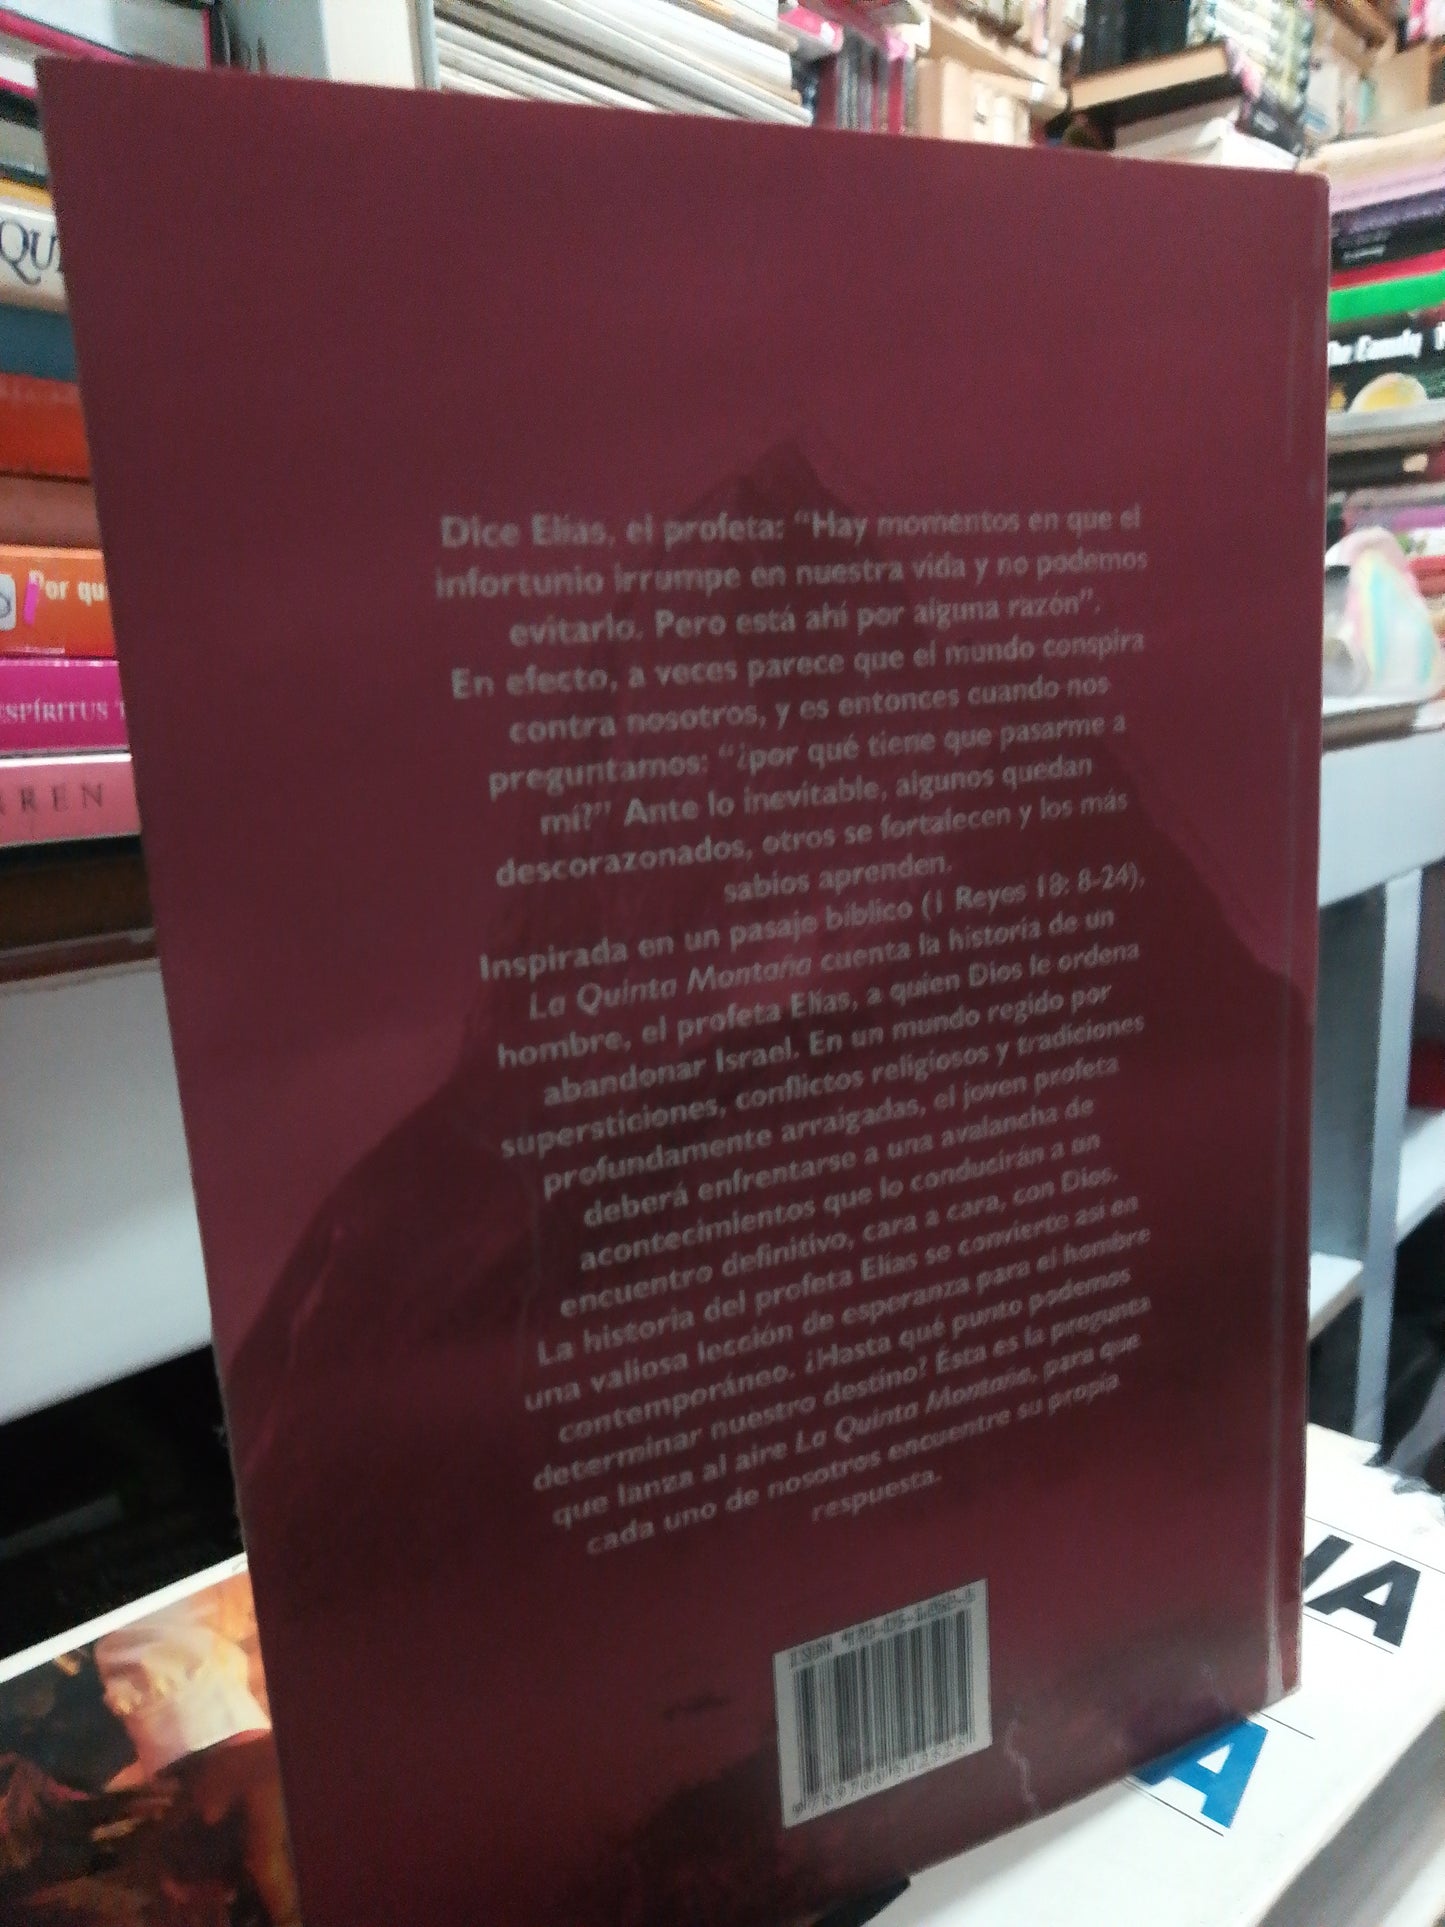 Dice Elías, el profeta: "Hay momentos en que el
infortunio irrumpe en nuestra vida y no podemos
evitarlo. Pero está ahí por alguna razón".
En efecto, a veces parece que el mundo conspira
contra nosotros, y es entonces cuando nos
preguntamos: "¿por qué tiene que pasarme a
mí?" Ante lo inevitable, algunos quedan
descorazonados, otros se fortalecen y los más
sabios aprenden.
Inspirada en un pasaje bíblico (1 Reyes 18: 8-24),
La Quinta Montaña cuenta la historia de un
hombre, el profeta Elías, a quien Dios le ordena
abandonar Israel. En un mundo regido por
supersticiones, conflictos religiosos y tradiciones
profundamente arraigadas, el joven profeta
deberá enfrentarse a una avalancha de
acontecimientos que lo conducirán a un
encuentro definitivo, cara a cara, con Dios.
La historia del profeta Elías se convierte así en
una valiosa lección de esperanza para el hombre
contemporáneo. ¿Hasta qué punto podemos
determinar nuestro destino? Ésta es la pregunta
que lanza al aire La Quinta Montaña, para que
cada uno de nosotros encuentre su propia
respuesta.
ISBN
QU
Por qu
ESPÍRITUS
RREN
The Comedy
IA
A